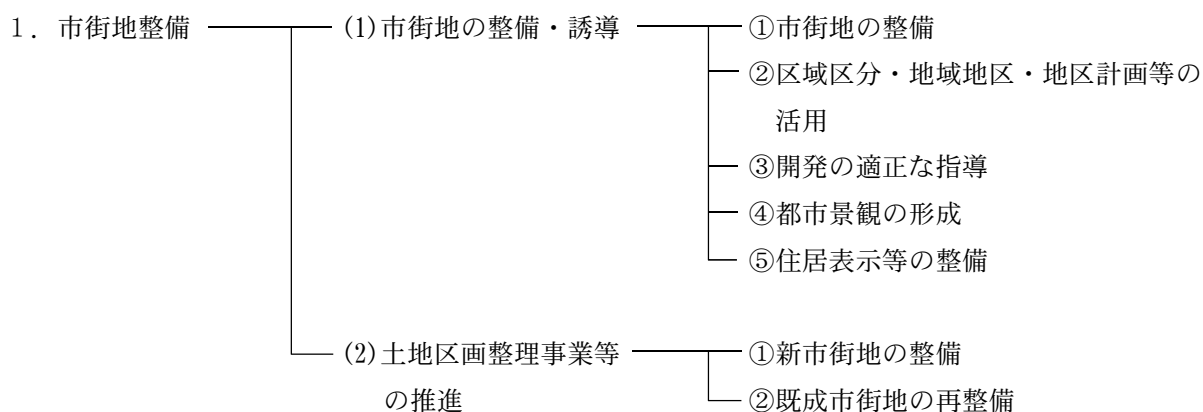 1．市街地整備
(1)市街地の整備・誘導
①市街地の整備
②区域区分・地域地区・地区計画等の
活用
③開発の適正な指導
④都市景観の形成
⑤住居表示等の整備
(2)土地区画整理事業等
の推進
①新市街地の整備
②既成市街地の再整備